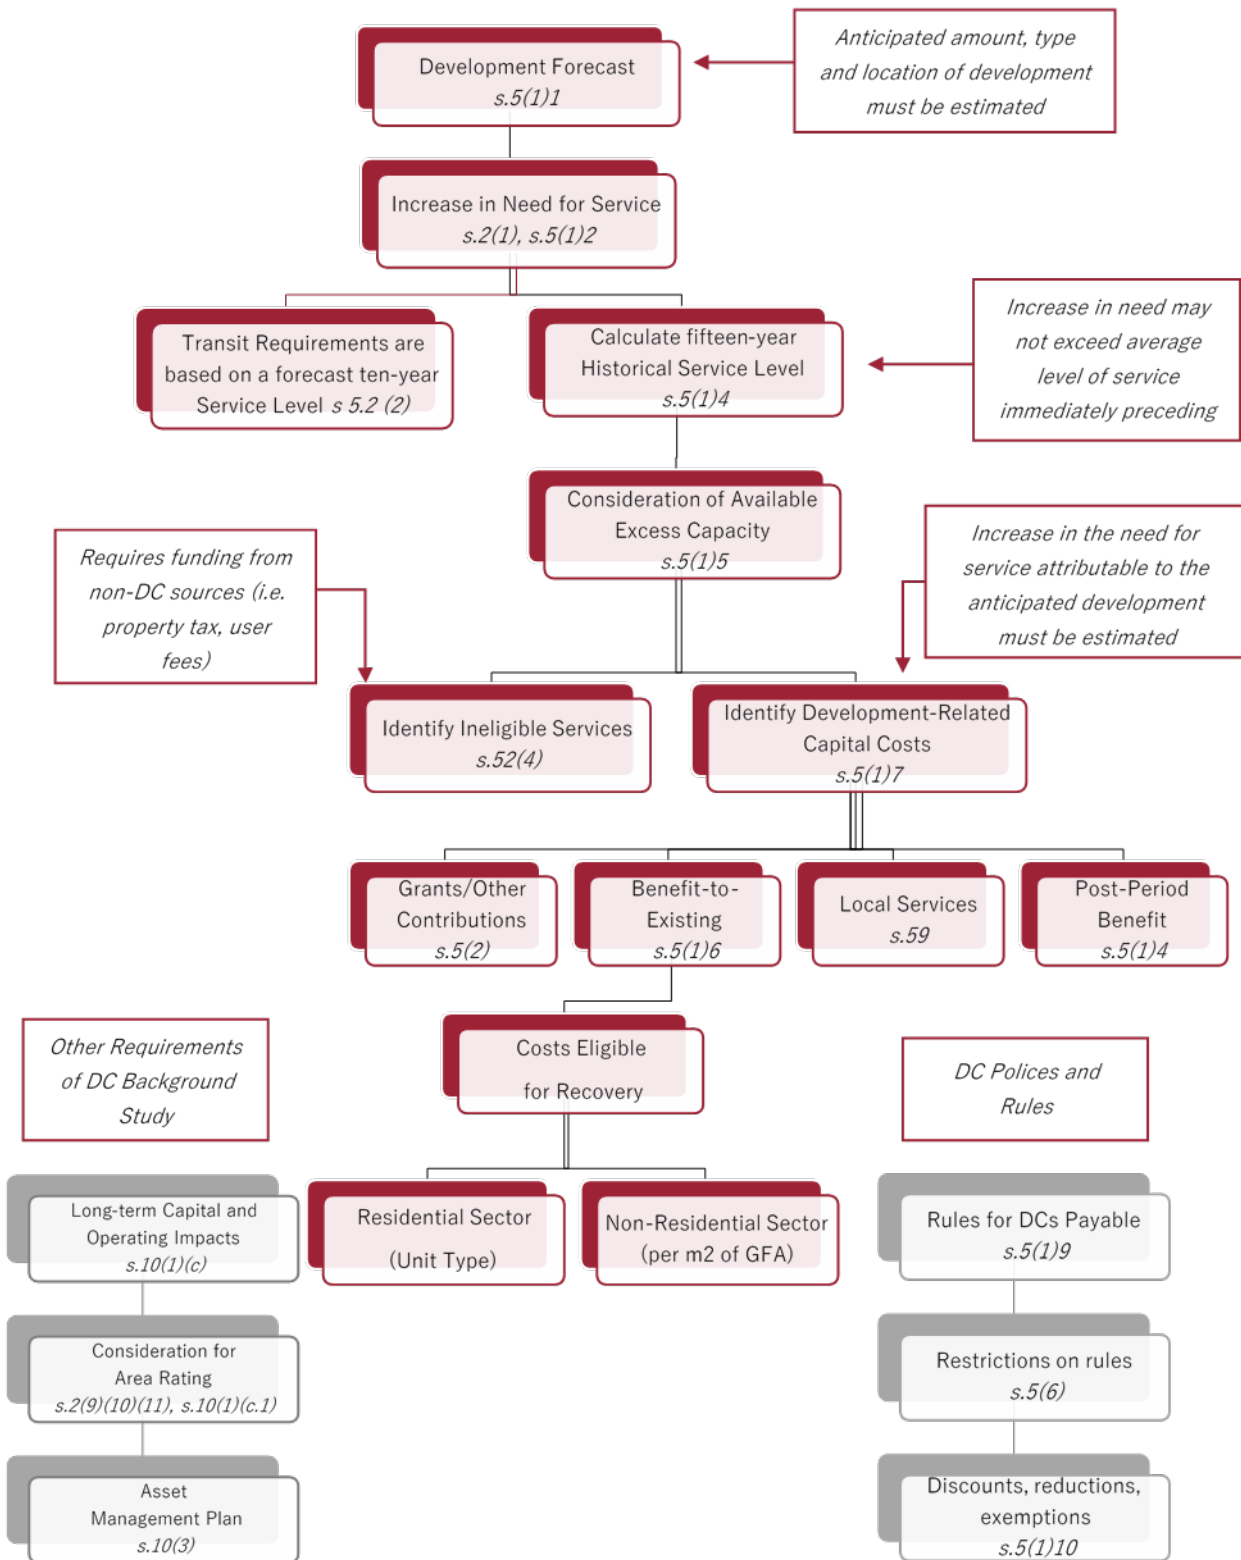 Development Forecast
s.5(1)1
Anticipated amount, type
and location of development
must be estimated
Increase in Need for Service
s.2(1), s.5(1)2
Transit Requirements are
based on a forecast ten-year
Service Level s 5.2 (2)
Calculate fifteen-year
Historical Service Level
s.5(1)4
Increase in need may
not exceed average
level of service
immediately preceding
Consideration of Available
Excess Capacity
s.5(1)5
Requires funding from
non-DC sources (i.e.
property tax, user
fees)
Increase in the need for
service attributable to the
anticipated development
must be estimated
Identify Ineligible Services
s.52(4)
Identify Development-Related
Capital Costs
s.5(1)7
Grants/Other
Contributions
s.5(2)
Benefit-to-
Existing
s.5(1)6
Local Services
s.59
Post-Period
Benefit
s.5(1)4
Costs Eligible
for Recovery
Residential Sector
(Unit Type)
Non-Residential Sector
(per m2 of GFA)
Other Requirements
of DC Background
Study
Long-term Capital and
Operating Impacts
s.10(1)(c)
Consideration for
Area Rating
s.2(9)(10)(11), s.10(1)(c.1)
Asset
Management Plan
s.10(3)
DC Polices and
Rules
Rules for DCs Payable
s.5(1)9
Restrictions on rules
s.5(6)
Discounts, reductions,
exemptions
s.5(1)10